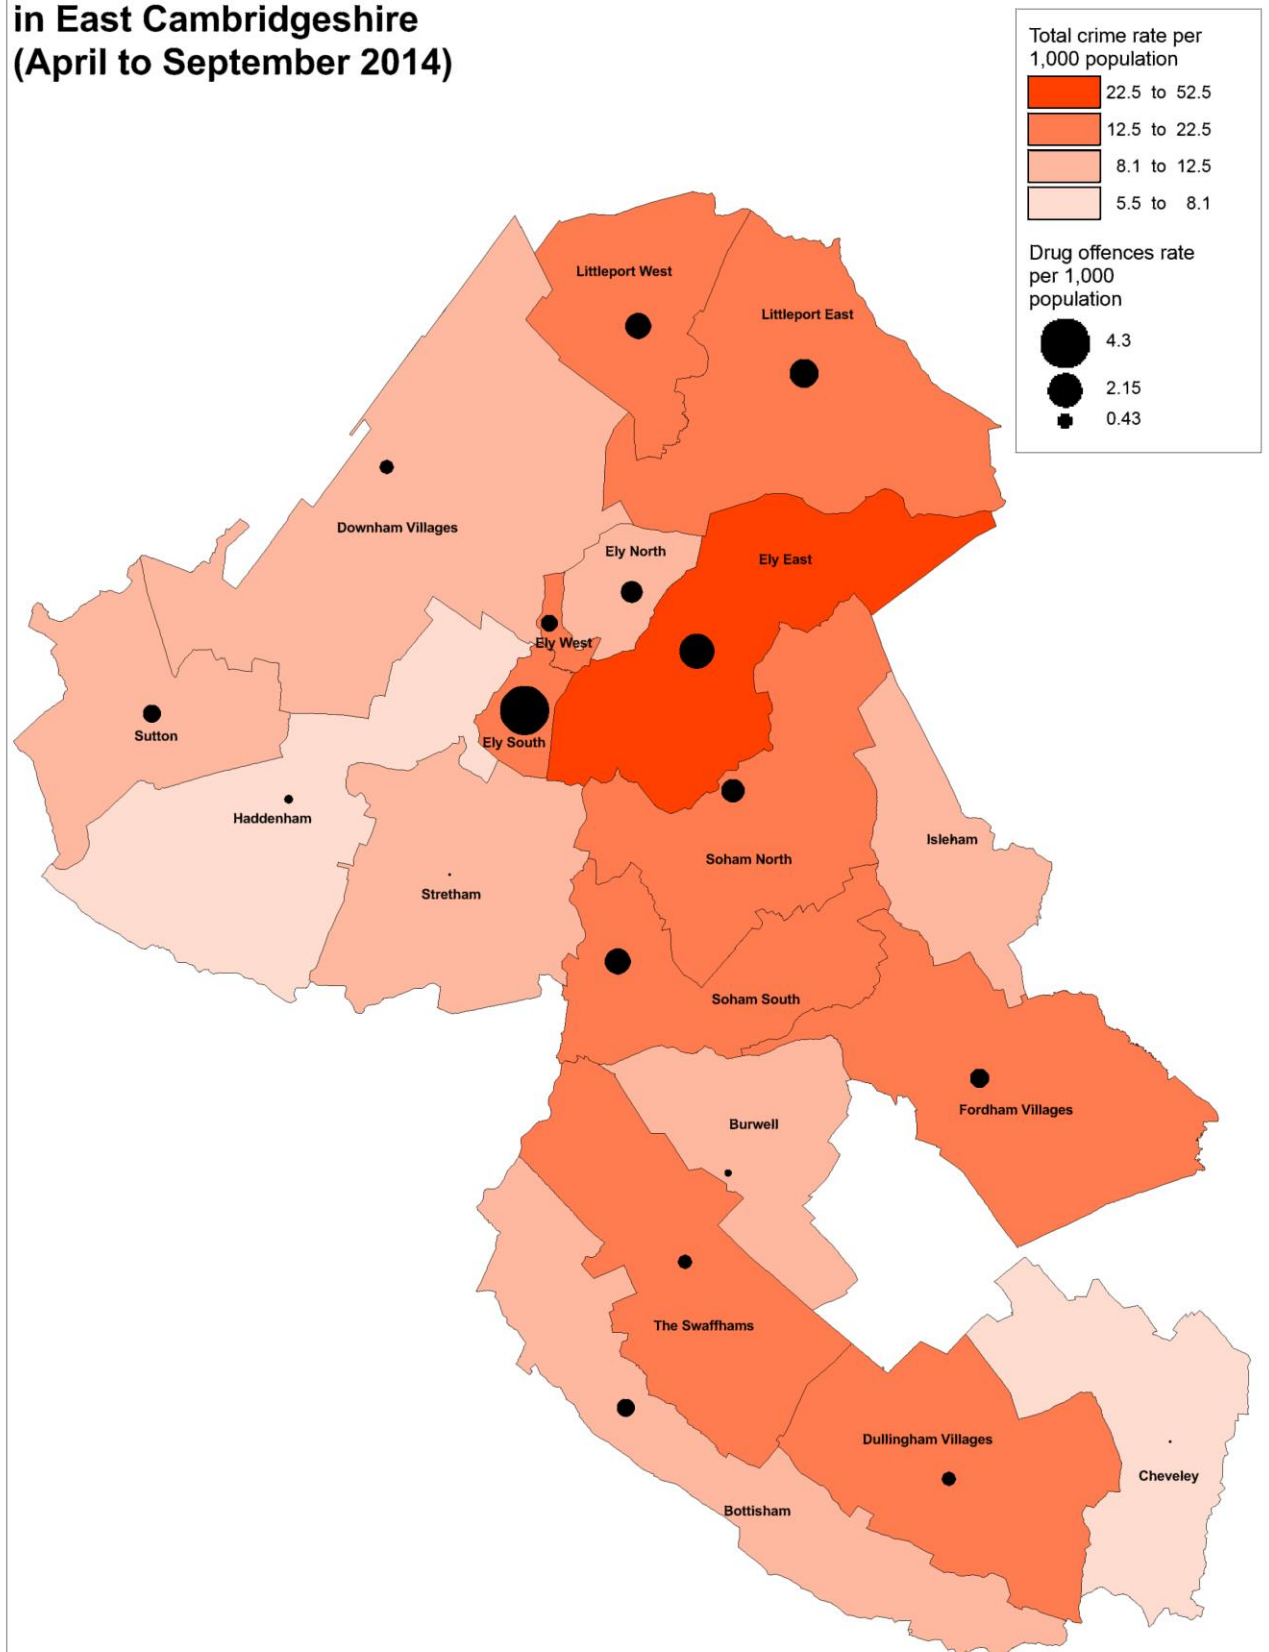 in East Cambridgeshire
(April to September 2014)
Total crime rate per
1,000 population
22.5 to 52.5
12.5 to 22.5
8.1 to 12.5
5.5 to 8.1
Drug offences rate
per 1,000
population
4.3
2.15
0.43
Littleport West
Littleport East
Downham Villages
Ely North
Ely East
Ely West
Sutton
Ely South
Haddenham
Isleham
Soham North
Stretham
Soham South
Fordham Villages
Burwell
The Swaffhams
Dullingham Villages
Cheveley
Bottisham